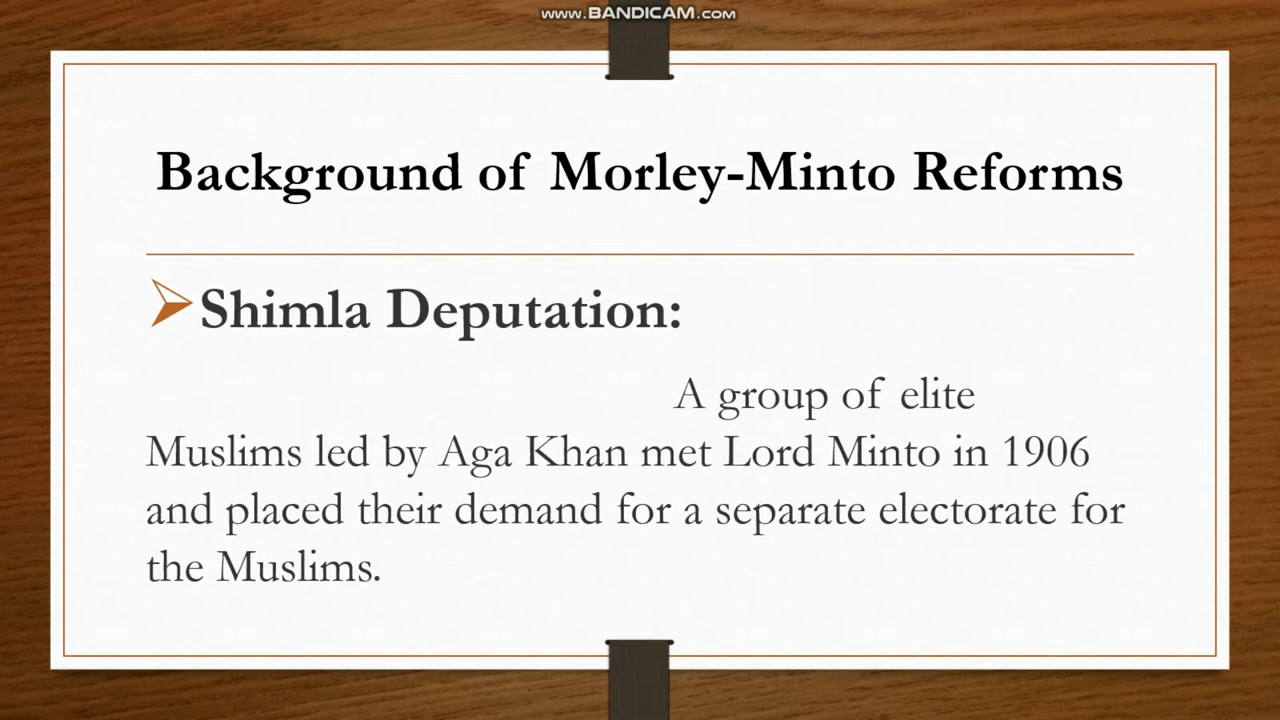 www.BANDICAM.com
Background of Morley-Minto Reforms
Shimla Deputation:
A group of elite
Muslims led by Aga Khan met Lord Minto in 1906
and placed their demand for a separate electorate for
the Muslims.